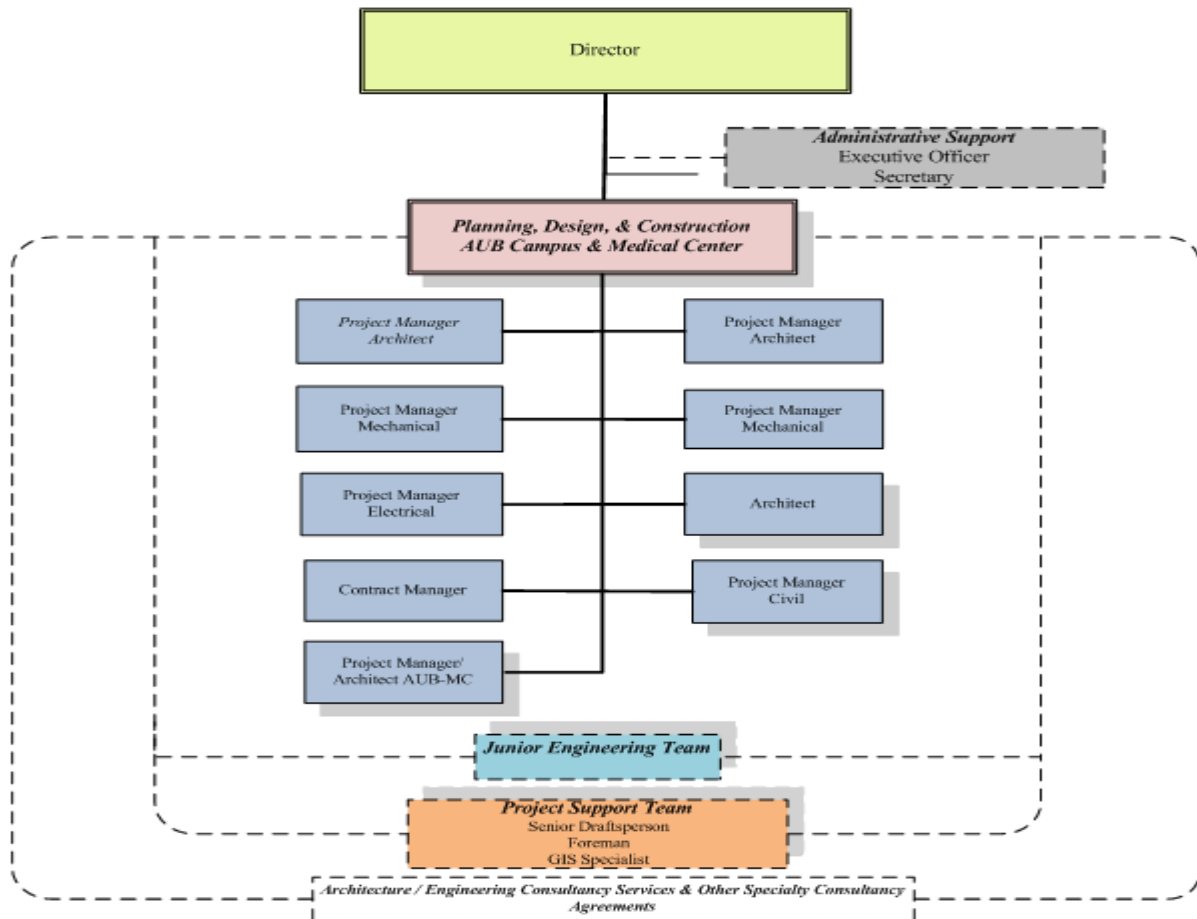 Director
Administrative Support
Executive Officer
Secretary
Planning, Design, & Construction
AUB Campus & Medical Center
Project Manager
Architect
Project Manager
Architect
Project Manager
Mechanical
Project Manager
Mechanical
Project Manager
Electrical
Architect
Contract Manager
Project Manager
Civil
Project Manager/
Architect AUB-MC
Junior Engineering Team
Project Support Team
Senior Draftsperson
Foreman
GIS Specialist
Architecture / Engineering Consultancy Services & Other Specialty Consultancy
Agreements